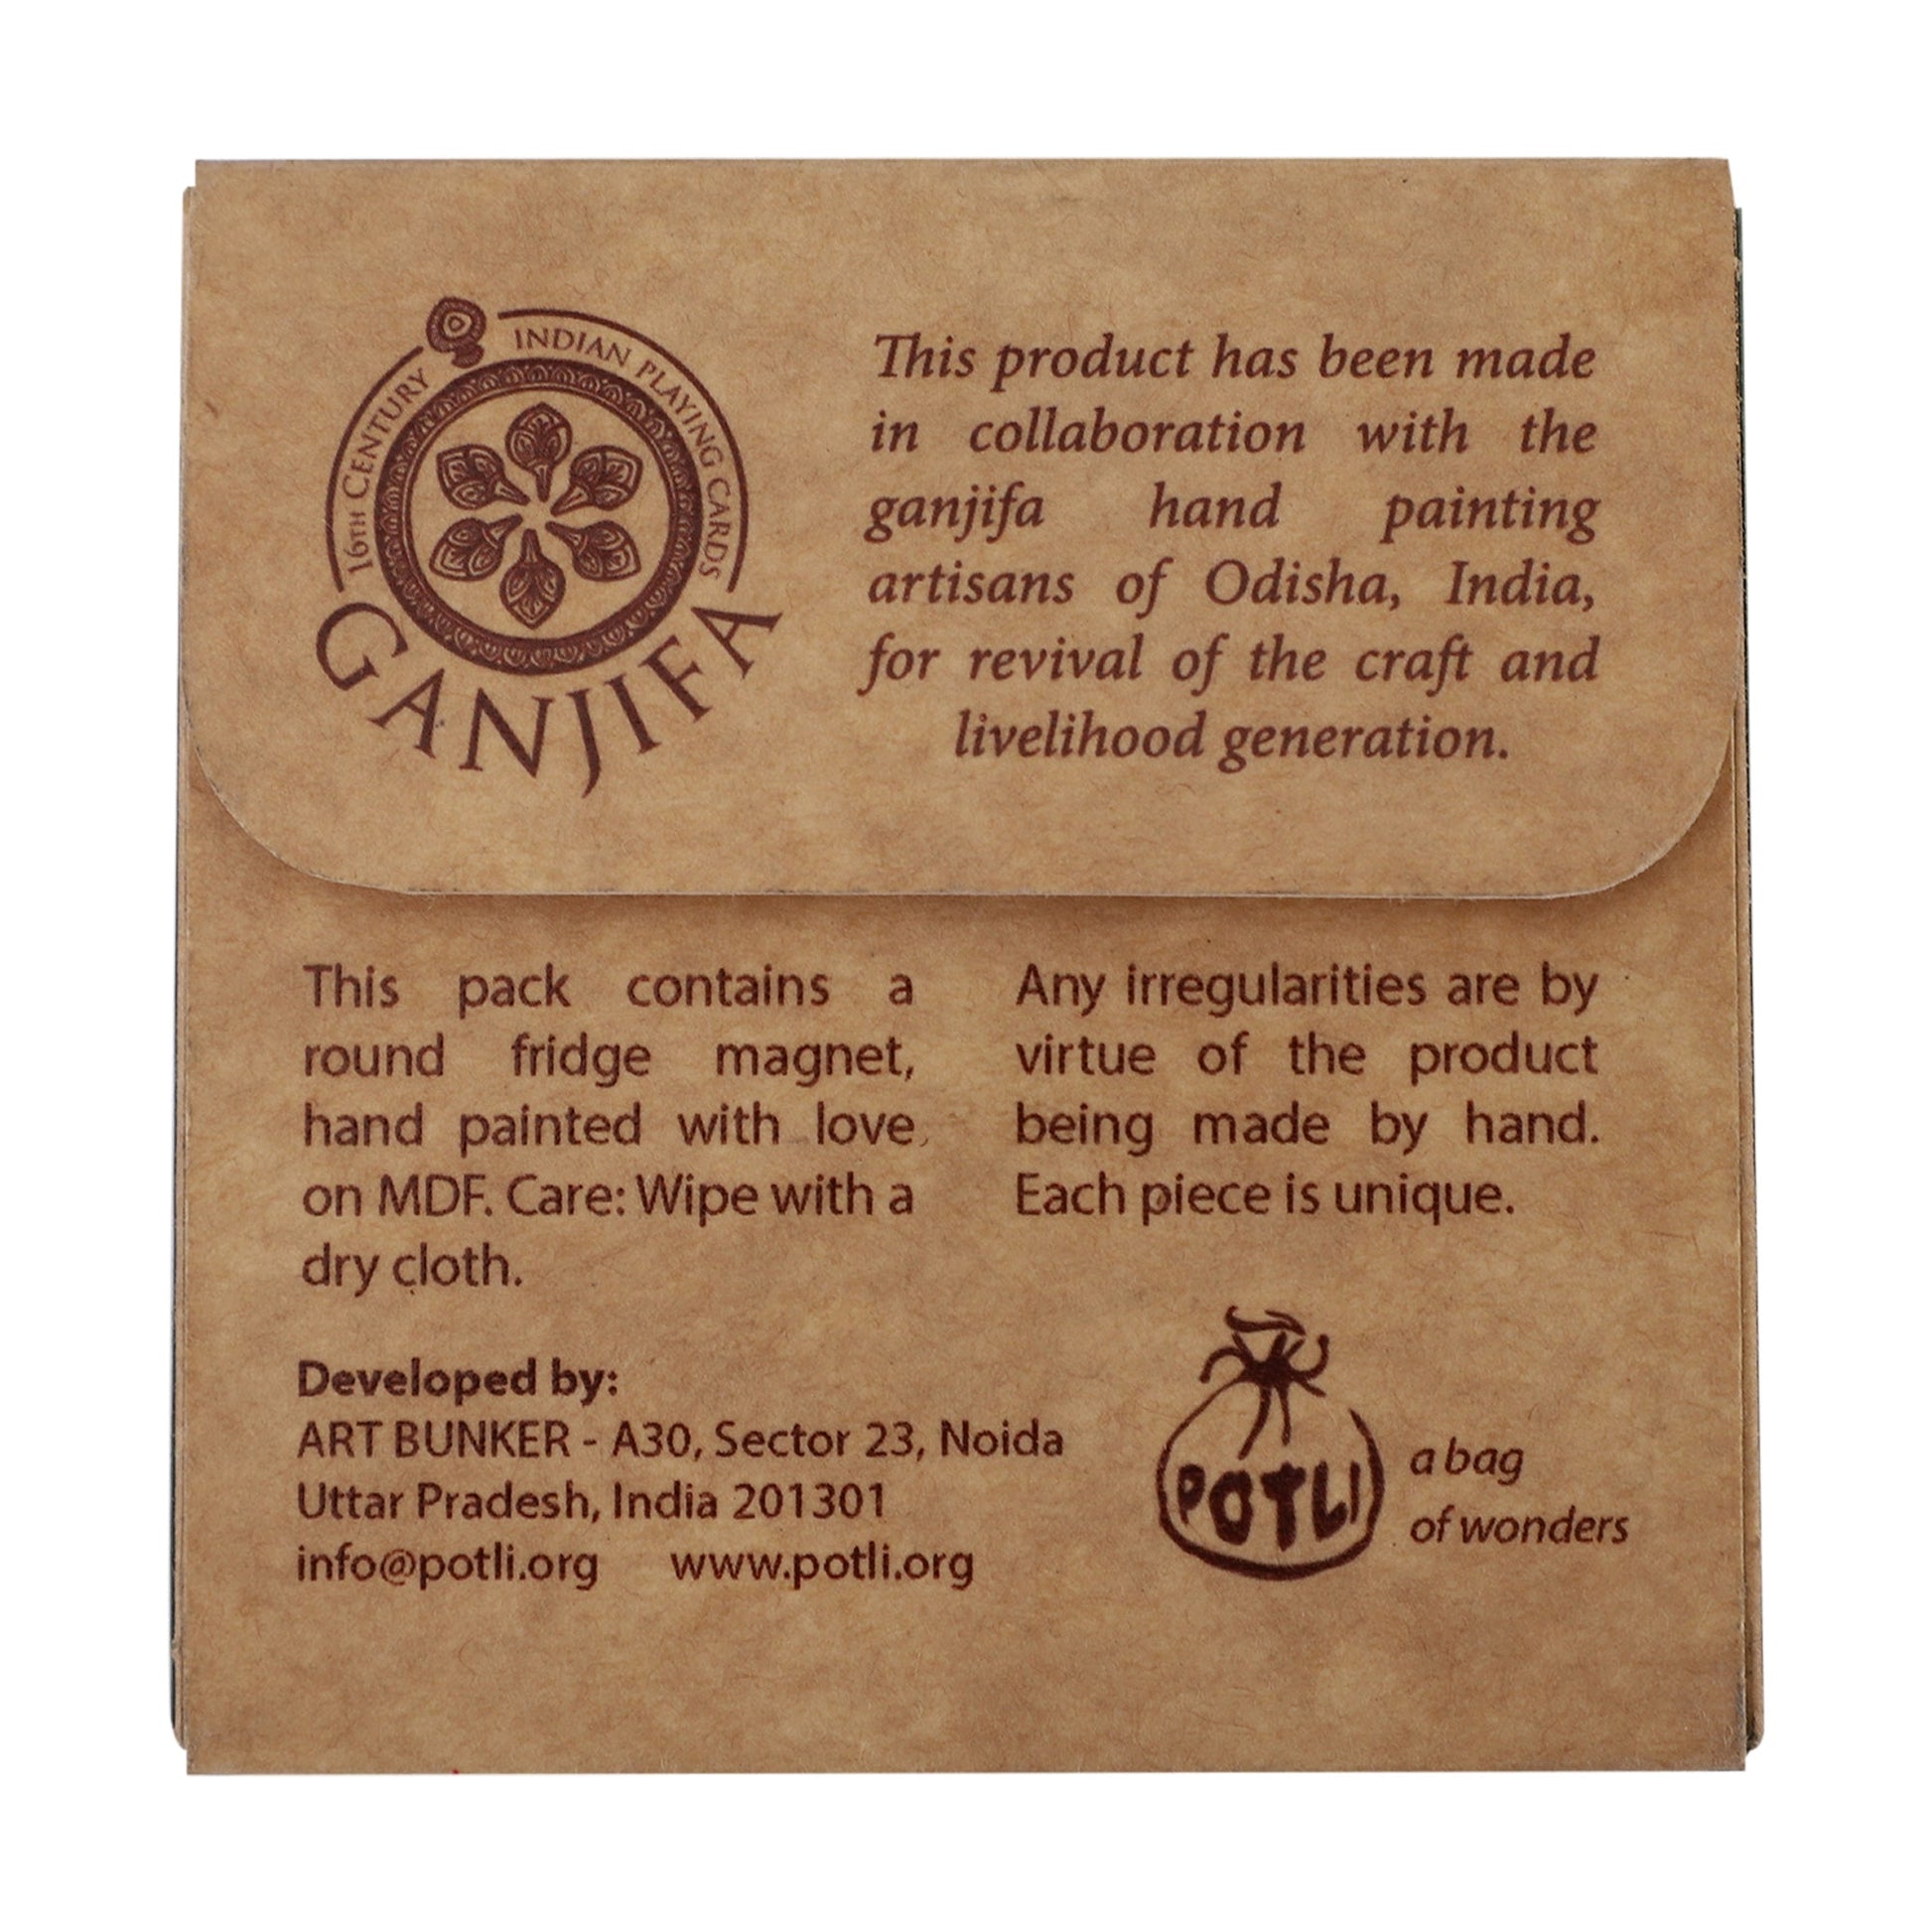 16TH CENTURY INDIAN PLAYING CARDS
GANJIFA
This product has been made
in collaboration with the
ganjifa hand painting
artisans of Odisha, India,
for revival of the craft and
livelihood generation.
This pack contains a
round fridge magnet,
hand painted with love
on MDF. Care: Wipe with a
dry cloth.
Any irregularities are by
virtue of the product
being made by hand.
Each piece is unique.
Developed by:
ART BUNKER - A30, Sector 23, Noida
Uttar Pradesh, India 201301
info@potli.org www.potli.org
POTLI
a bag
of wonders